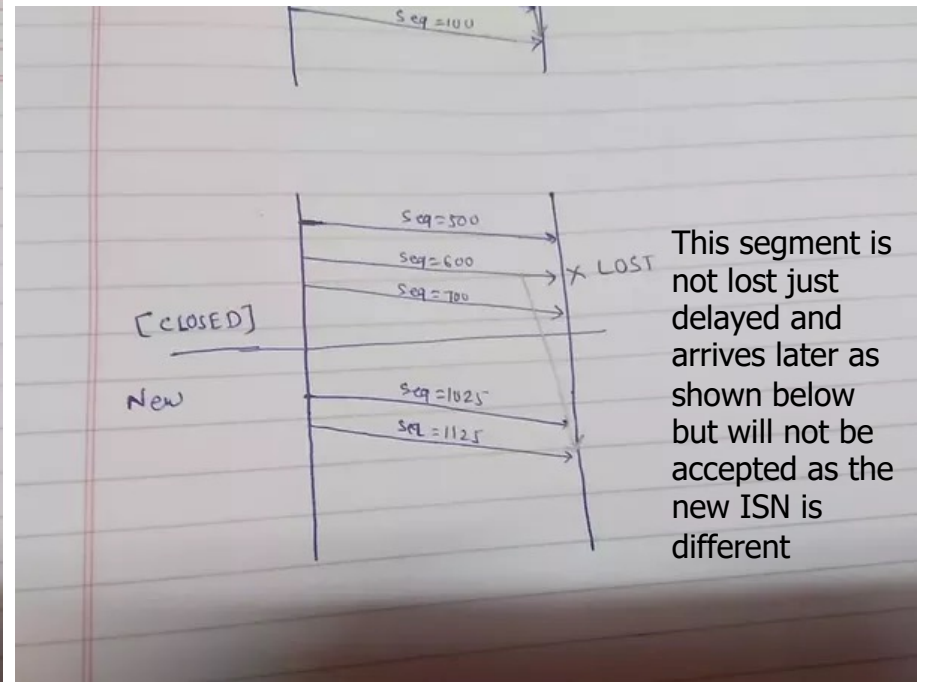 Seq=100
Seq=500
Seq=600
X LOST
Seq=700
[CLOSED]
New
Seq=1025
Seq=1125
This segment is
not lost just
delayed and
arrives later as
shown below
but will not be
accepted as the
new ISN is
different